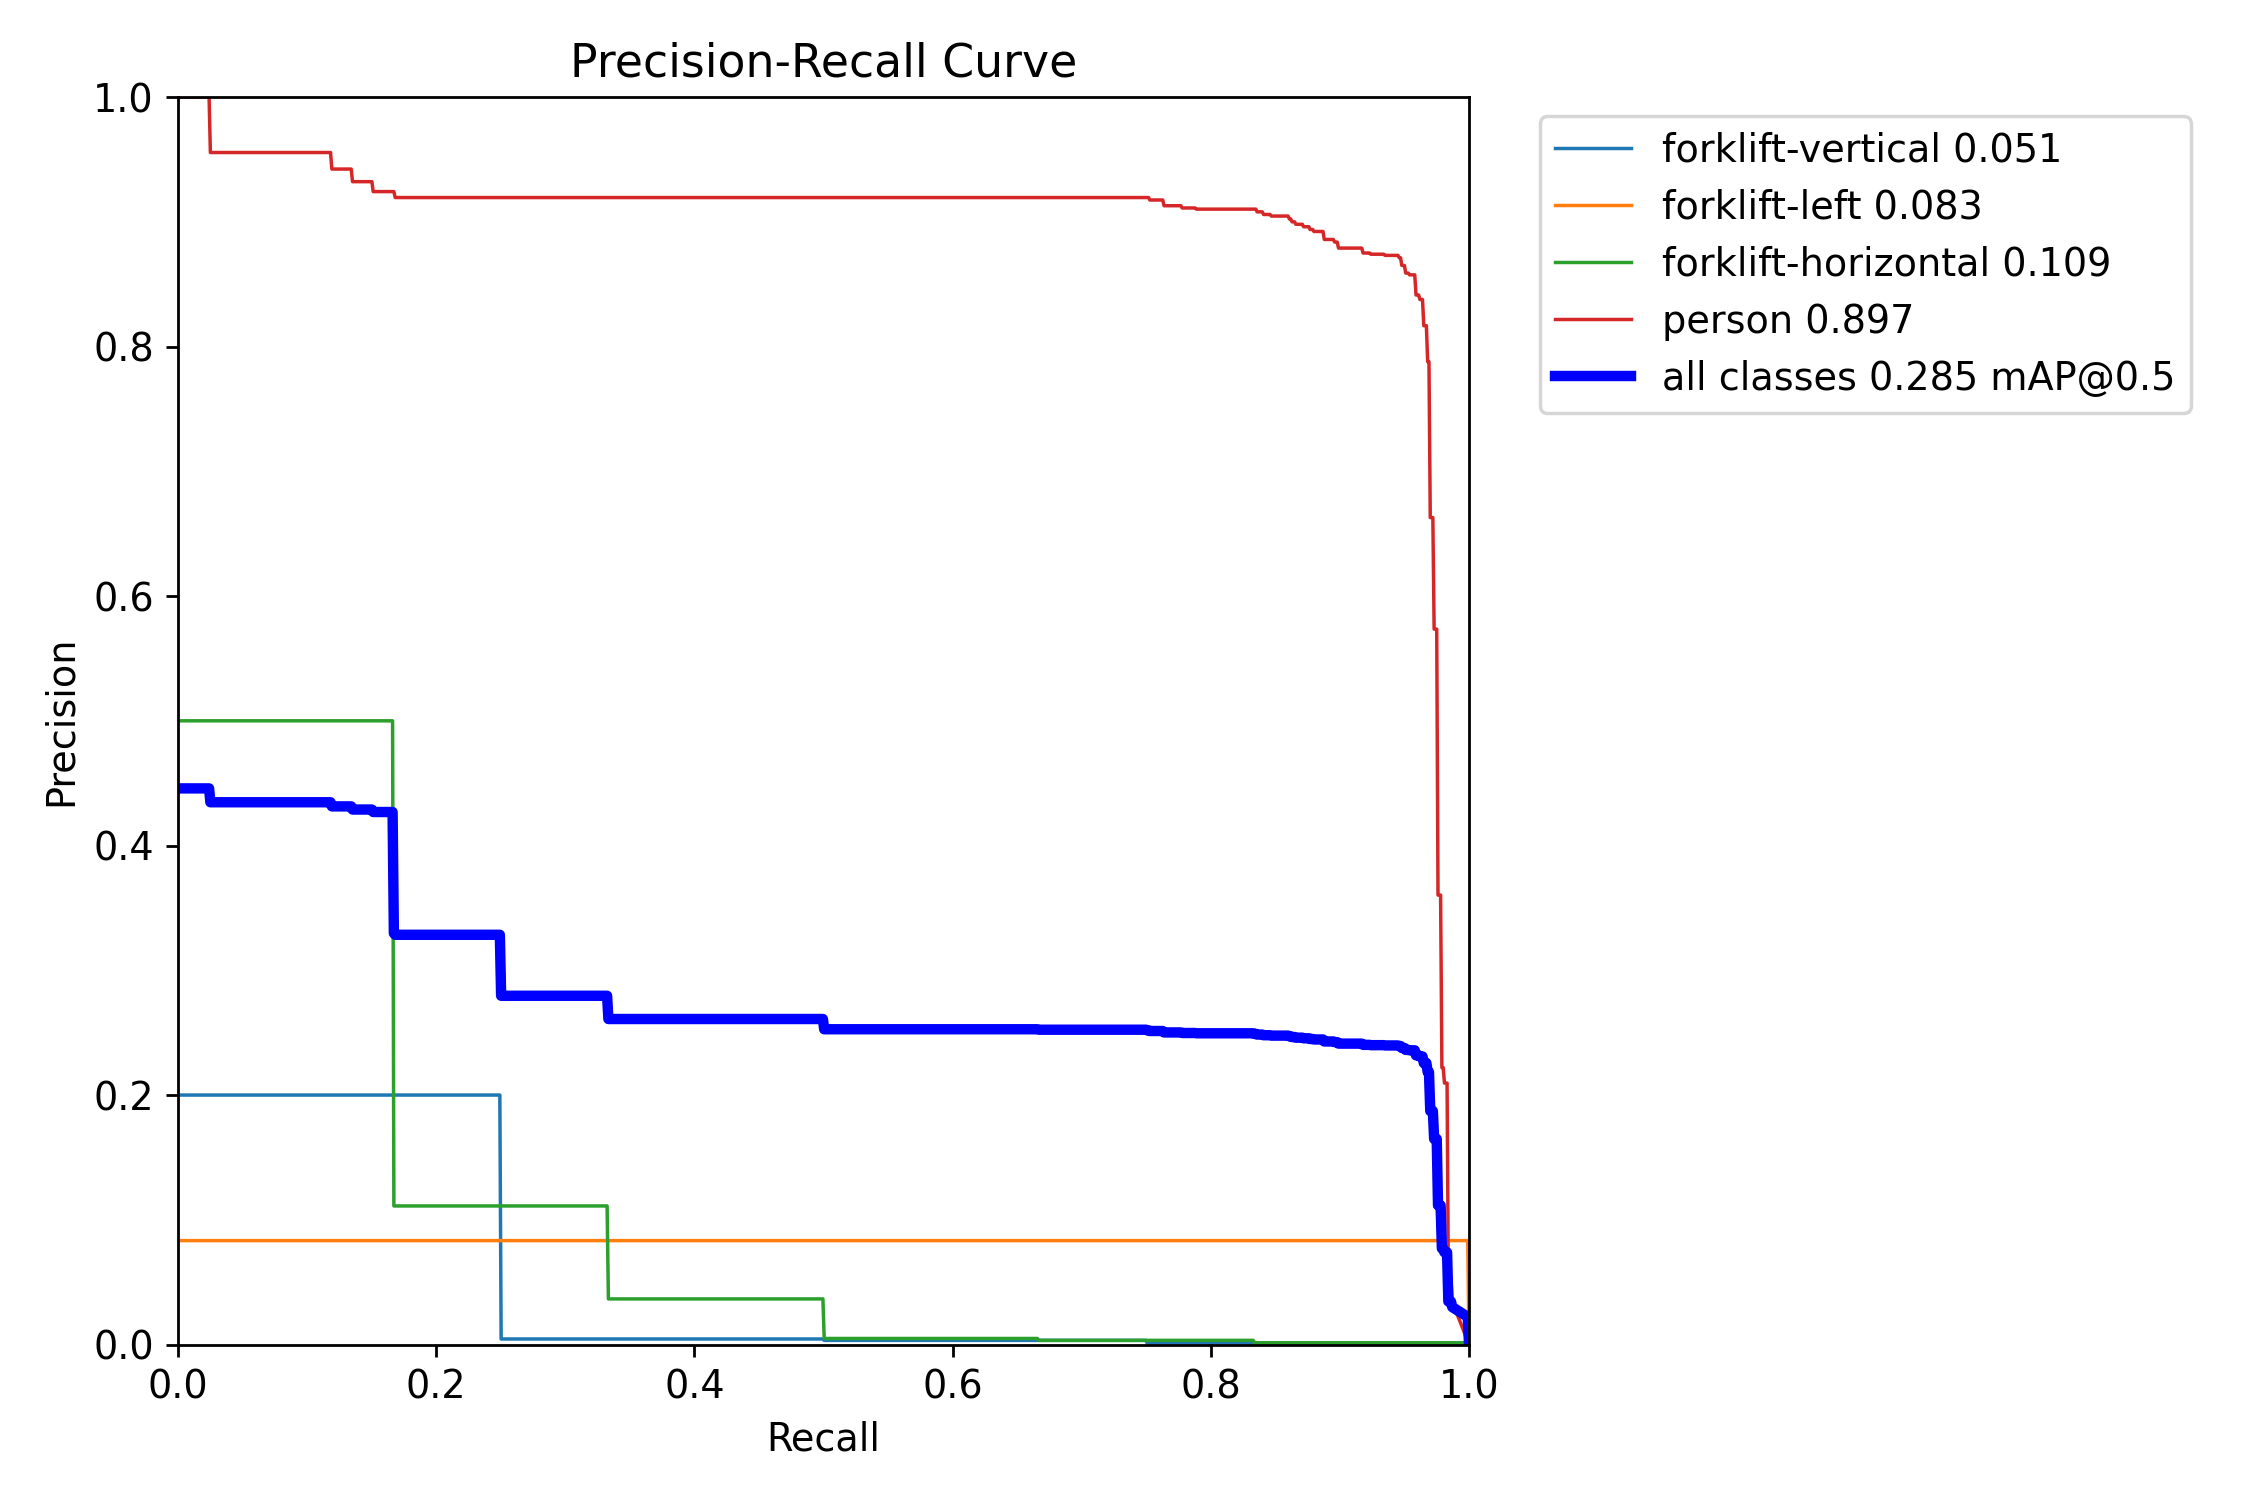 Precision-Recall Curve
1.0
0.8
0.6
0.4
0.2
0.0
Precision
0.0 0.2 0.4 0.6 0.8 1.0
Recall
forklift-vertical 0.051
forklift-left 0.083
forklift-horizontal 0.109
person 0.897
all classes 0.285 mAP@0.5